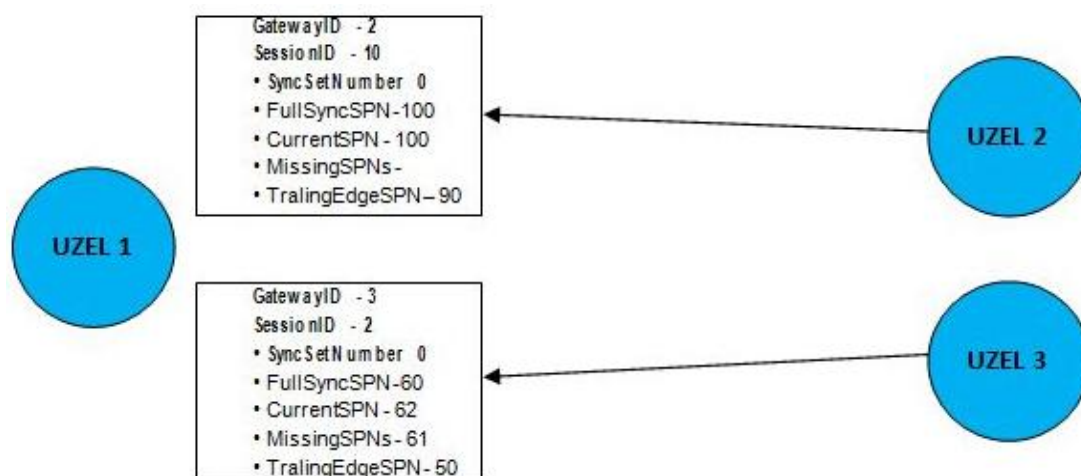 GatewayID - 2
SessionID - 10
• SyncSetNumber 0
• FullSyncSPN-100
• CurrentSPN - 100
• MissingSPNs-
• TralingEdgeSPN – 90
UZEL 2
UZEL 1
GatewayID - 3
SessionID - 2
• SyncSetNumber 0
• FullSyncSPN-60
• CurrentSPN - 62
• MissingSPNs - 61
• TralingEdgeSPN - 50
UZEL 3